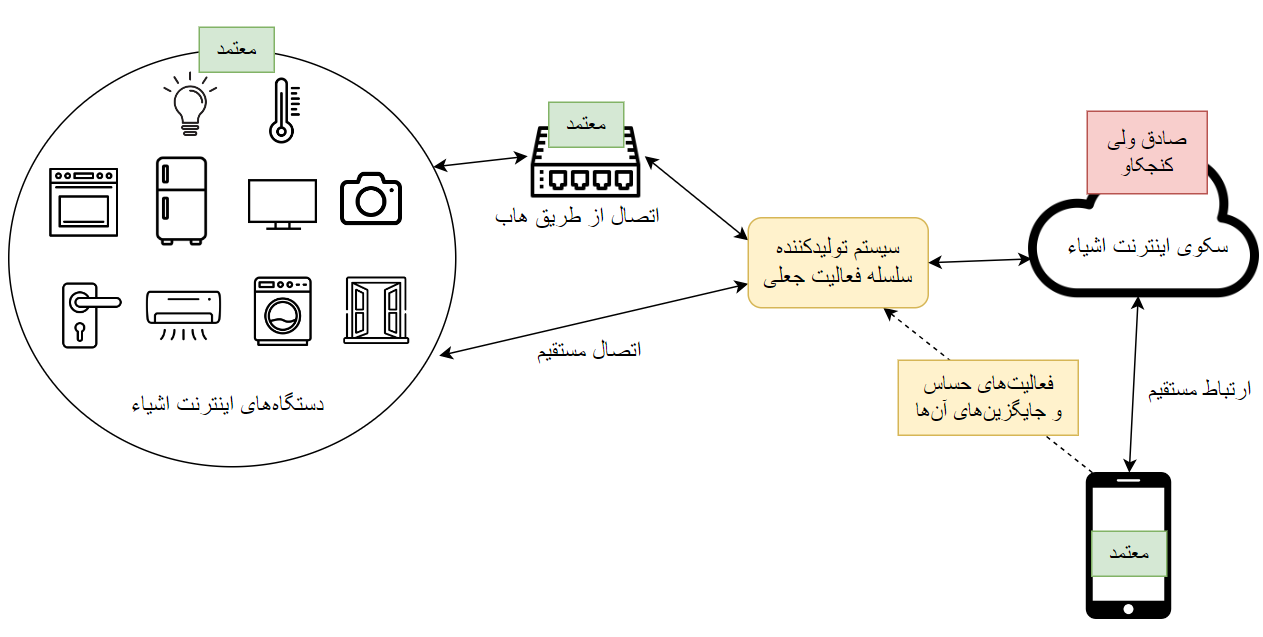 معتمد
معتمد
صادق ولی
کنجکاو
اتصال از طریق هاب
سیستم تولیدکننده
سلسله فعالیت جعلی
سکوی اینترنت اشیاء
اتصال مستقیم
فعالیت‌های حساس
و جایگزین‌های آن‌ها
ارتباط مستقیم
دستگاه‌های اینترنت اشیاء
معتمد